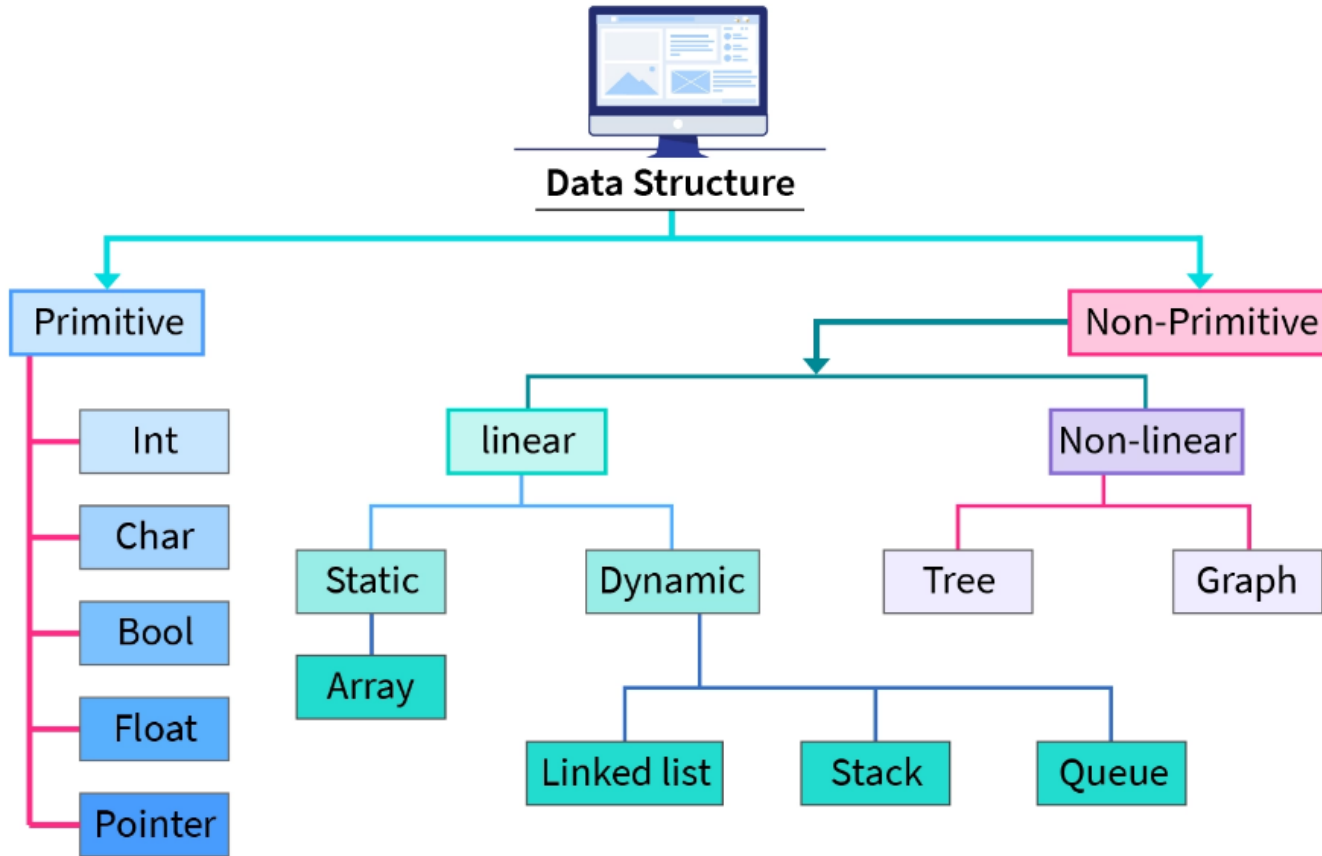 Data Structure
Primitive
Non-Primitive
Int
Char
Bool
Float
Pointer
linear
Non-linear
Static
Dynamic
Tree
Graph
Array
Linked list
Stack
Queue